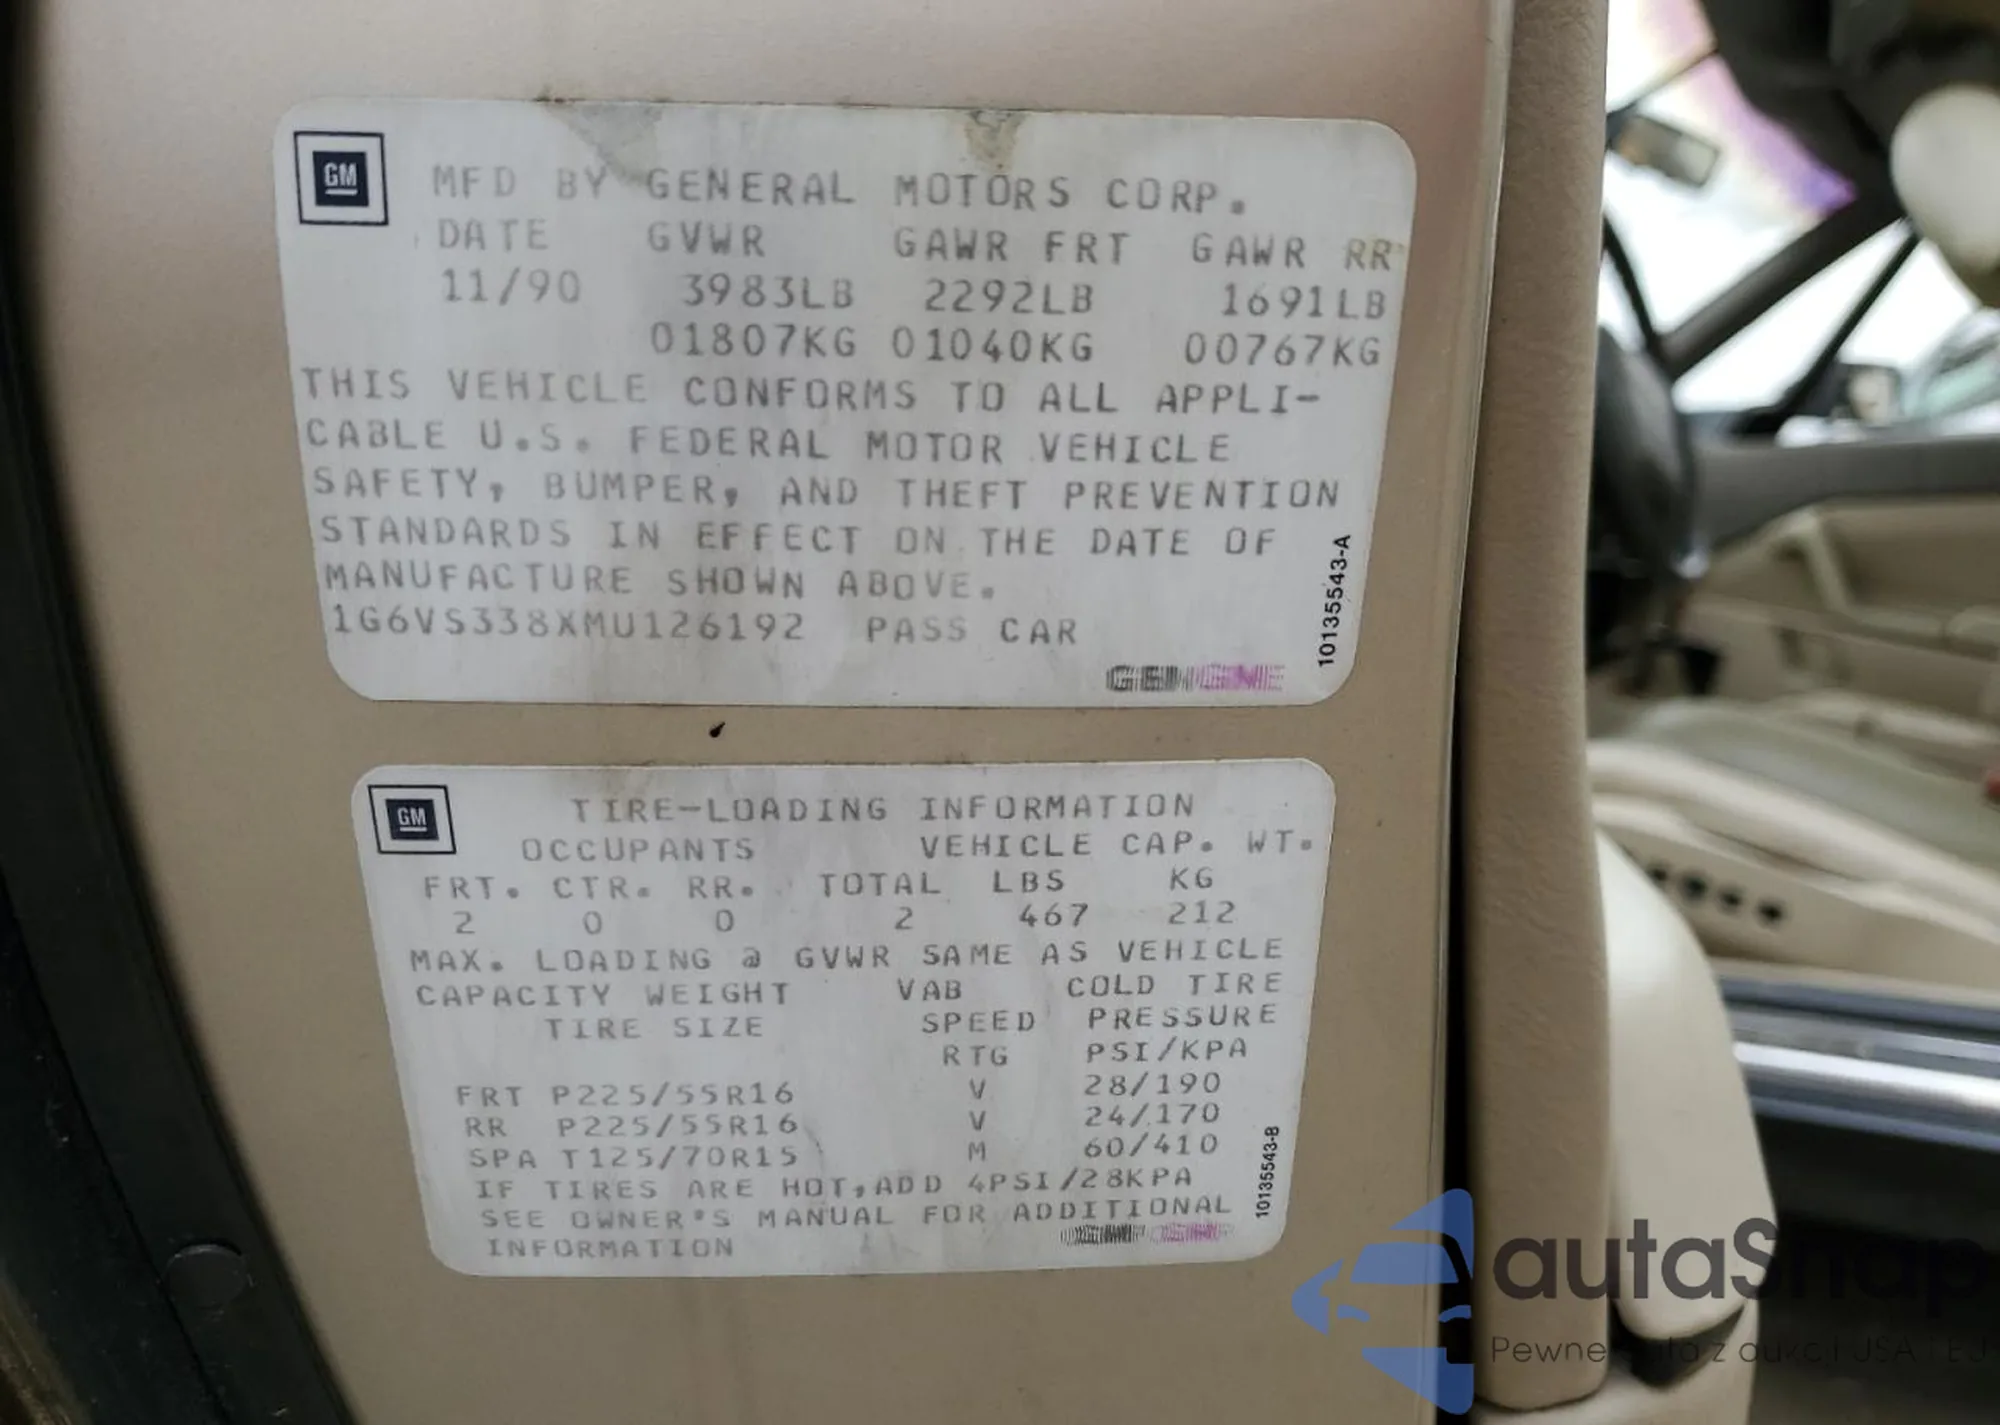 GM
MFD BY GENERAL MOTORS CORP.
DATE GVWR GAWR FRT GAWR RR
11/90 3983LB 2292LB 1691LB
01807KG 01040KG 00767KG
THIS VEHICLE CONFORMS TO ALL APPLI-
CABLE U.S. FEDERAL MOTOR VEHICLE
SAFETY, BUMPER, AND THEFT PREVENTION
STANDARDS IN EFFECT ON THE DATE OF
MANUFACTURE SHOWN ABOVE.
1G6VS338XMU126192 PASS CAR
10135543-A
GM
TIRE-LOADING INFORMATION
OCCUPANTS VEHICLE CAP. WT.
FRT. CTR. RR. TOTAL LBS KG
2 0 0 2 467 212
MAX. LOADING @ GVWR SAME AS VEHICLE
CAPACITY WEIGHT VAB COLD TIRE
TIRE SIZE SPEED PRESSURE
RTG PSI/KPA
FRT P225/55R16 V 28/190
RR P225/55R16 V 24/170
SPA T125/70R15 M 60/410
IF TIRES ARE HOT, ADD 4PSI/28KPA
SEE OWNER'S MANUAL FOR ADDITIONAL
INFORMATION
10135543-B
autaSnap
Pewne auta z aukcji USA i EU